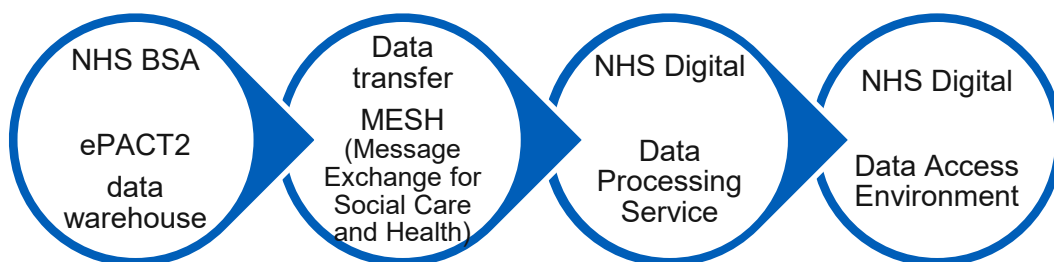 NHS BSA
ePACT2
data
warehouse
Data
transfer
MESH
(Message
Exchange for
Social Care
and Health)
NHS Digital
Data
Processing
Service
NHS Digital
Data Access
Environment